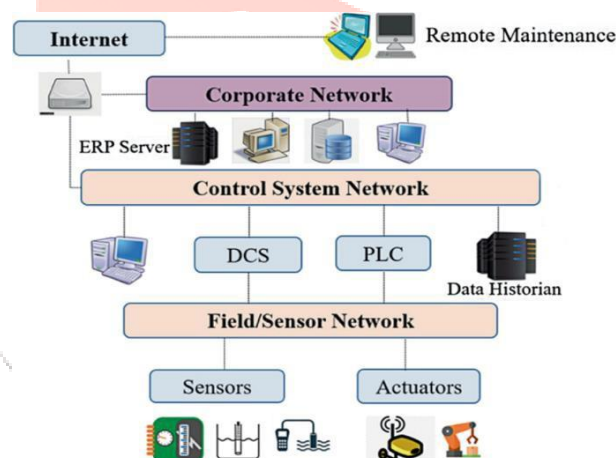 Internet
Remote Maintenance
Corporate Network
ERP Server
Control System Network
DCS
PLC
Data Historian
Field/Sensor Network
Sensors
Actuators